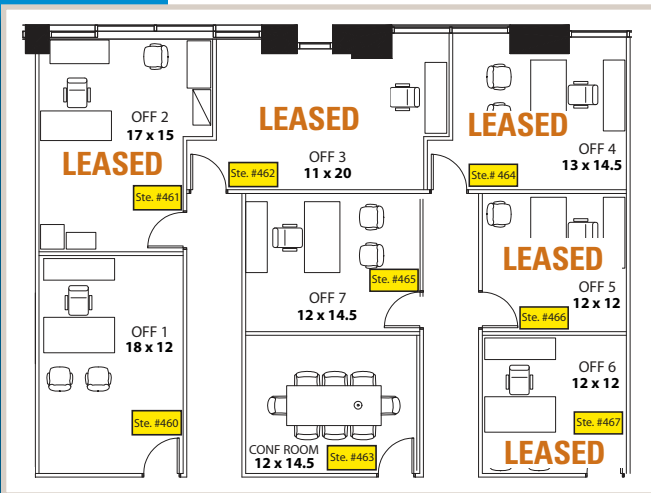 OFF 2
17 x 15
LEASED
Ste. #461
LEASED
Ste. #462
OFF 3
11 x 20
LEASED
OFF 4
13 x 14.5
Ste.# 464
Ste. #465
OFF 7
12 x 14.5
LEASED
OFF 5
12 x 12
Ste. #466
OFF 1
18 x 12
Ste. #460
CONF ROOM
12 x 14.5
Ste. #463
OFF 6
12 x 12
Ste. #467
LEASED